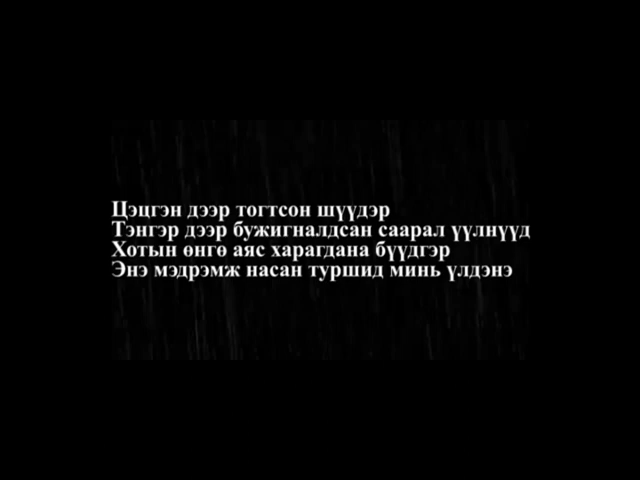 Цэцгэн дээр тогтсон шүүдэр
Тэнгэр дээр бужигналдсан саарал үүлнүүд
Хотын өнгө аяс харагдана бүүдгэр
Энэ мэдрэмж насан туршид минь үлдэнэ